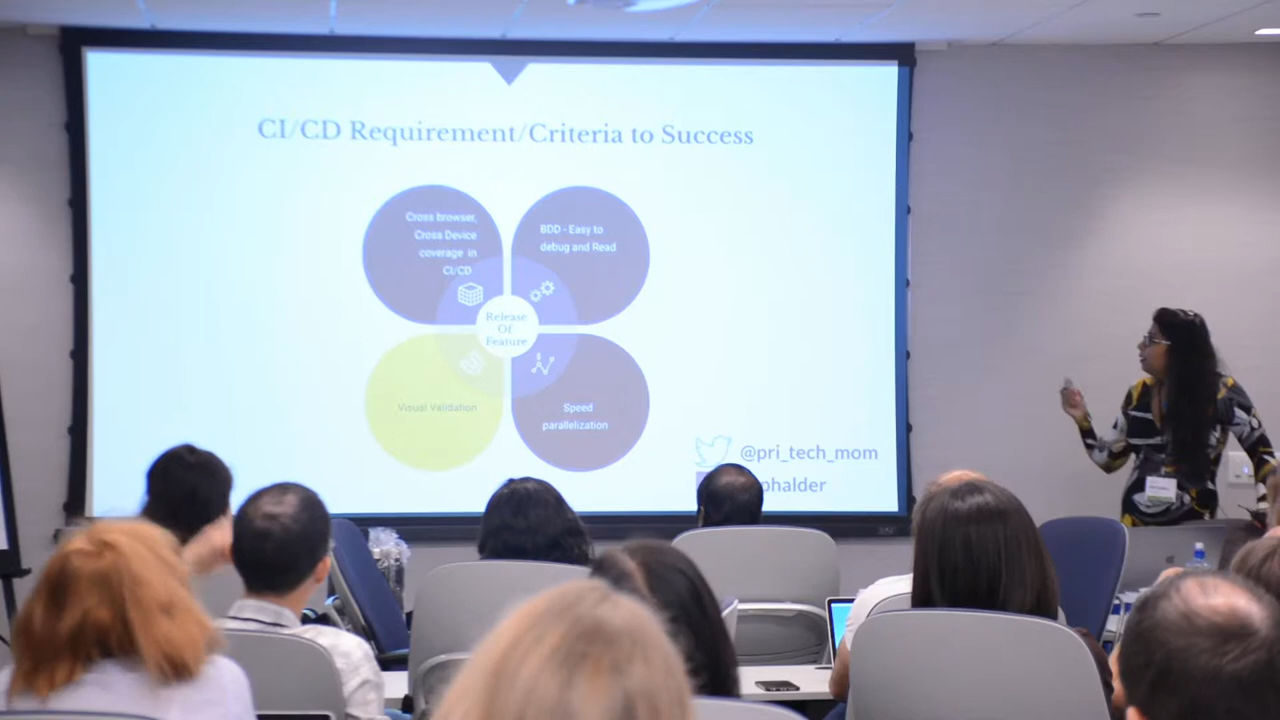 CI/CD Requirement/Criteria to Success
Cross browser,
Cross Device
coverage in
CI/CD
BDD - Easy to
debug and Read
Release
Of
Feature
Visual Validation
Speed
parallelization
@pri_tech_mom